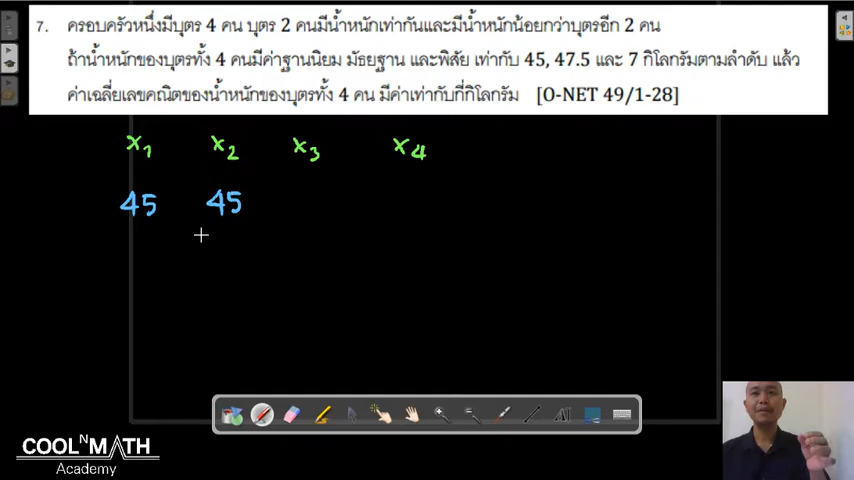 7. ครอบครัวหนึ่งมีบุตร 4 คน บุตร 2 คนมีน้ำหนักเท่ากันและมีน้ำหนักน้อยกว่าบุตรอีก 2 คน
ถ้าน้ำหนักของบุตรทั้ง 4 คนมีค่าฐานนิยม มัธยฐาน และพิสัย เท่ากับ 45, 47.5 และ 7 กิโลกรัมตามลำดับ แล้ว
ค่าเฉลี่ยเลขคณิตของน้ำหนักของบุตรทั้ง 4 คน มีค่าเท่ากับกี่กิโลกรัม [O-NET 49/1-28]
x₁ x₂ x₃ x₄
45 45
COOL N MATH
Academy